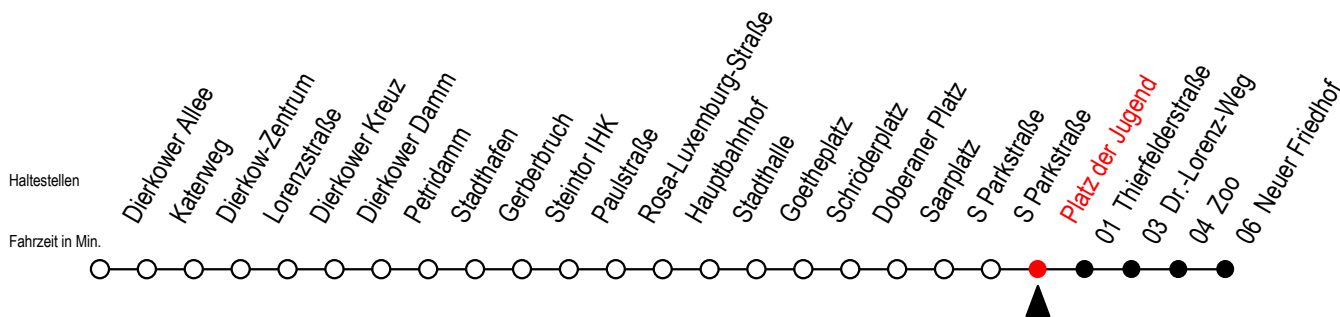 Haltestellen
Dierkower Allee
Katerweg
Dierkow-Zentrum
Lorenzstraße
Dierkower Kreuz
Dierkower Damm
Petridamm
Stadthafen
Gerberbruch
Steintor IHK
Paulstraße
Rosa-Luxemburg-Straße
Hauptbahnhof
Stadthalle
Goetheplatz
Schröderplatz
Doberaner Platz
Saarplatz
S Parkstraße
S Parkstraße
Platz der Jugend
01 Thierfelderstraße
03 Dr.-Lorenz-Weg
04 Zoo
06 Neuer Friedhof
Fahrzeit in Min.